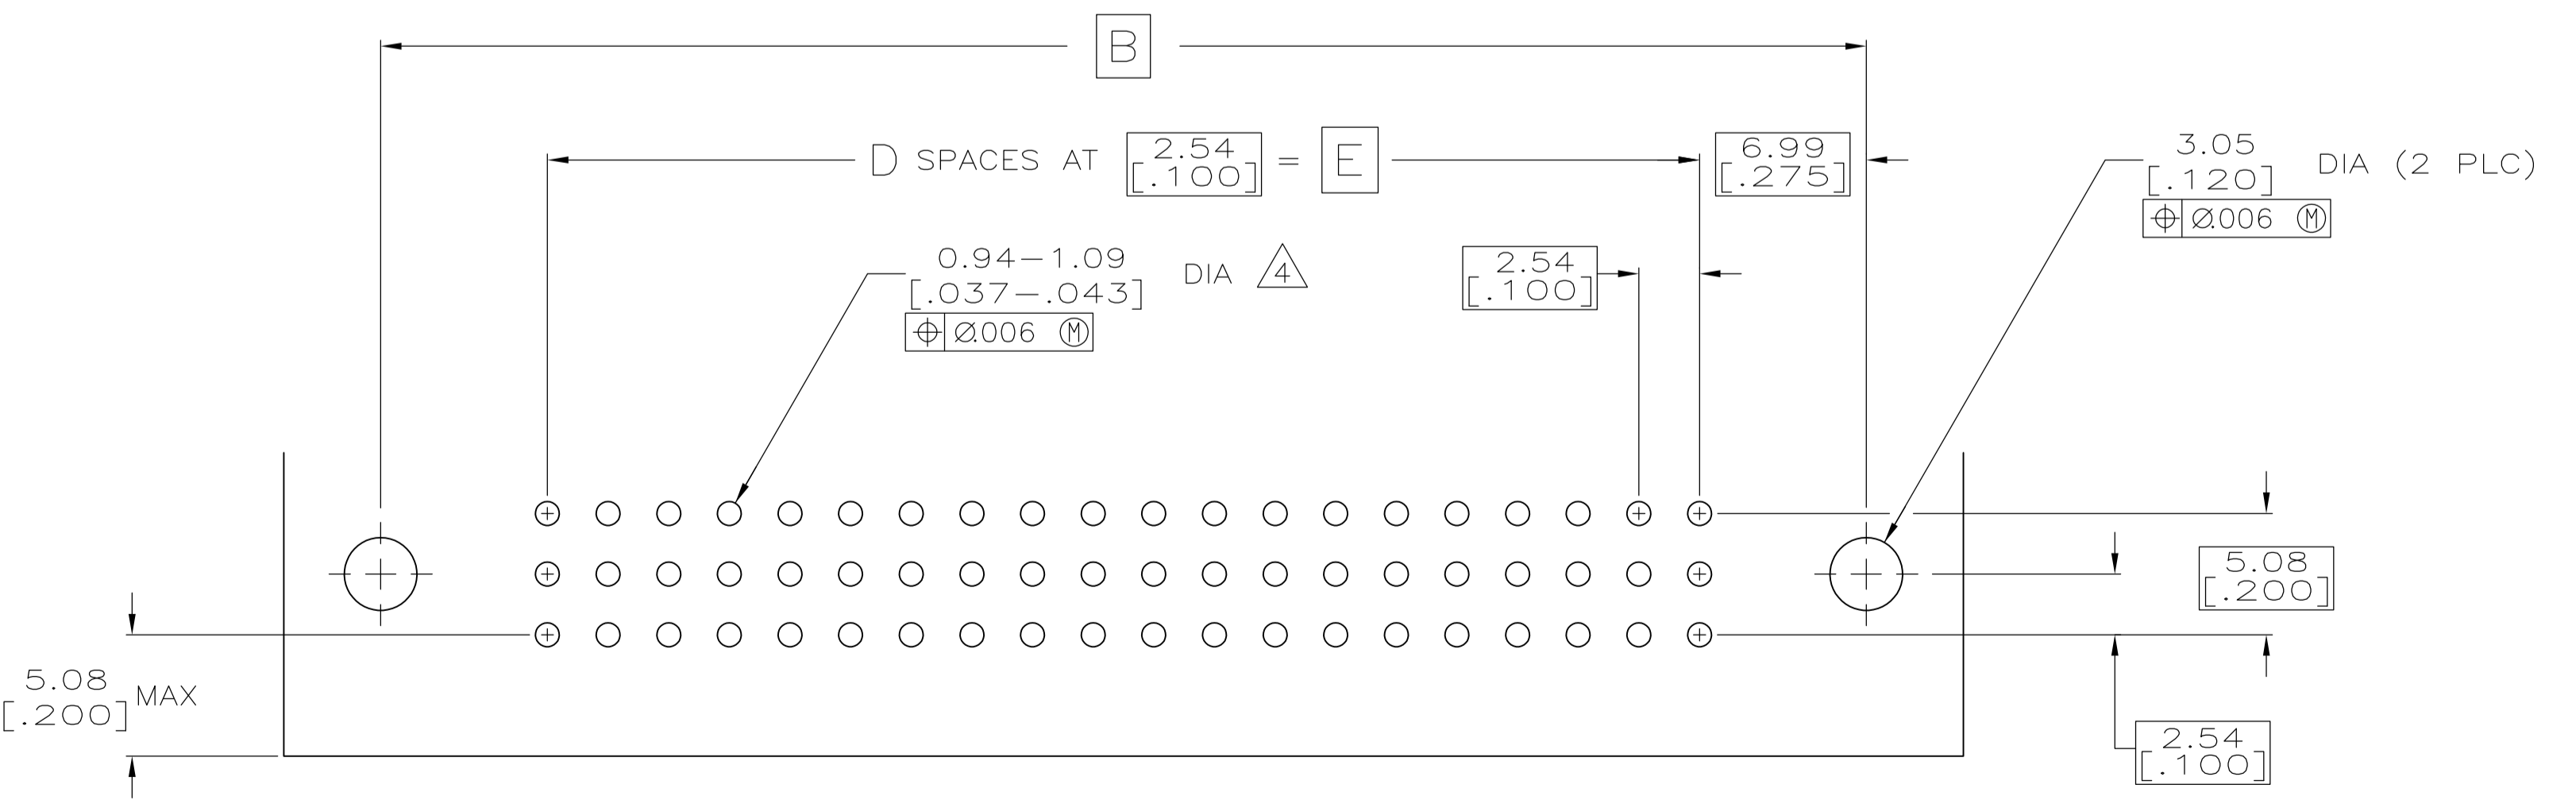 B
D SPACES AT 2.54 [.100] = E
6.99
[.275]
3.05
[.120]
DIA (2 PLC)
⌖ Ø.006 Ⓜ
0.94–1.09
[.037–.043]
DIA 4
⌖ Ø.006 Ⓜ
2.54
[.100]
5.08
[.200]
5.08
[.200]
MAX
2.54
[.100]